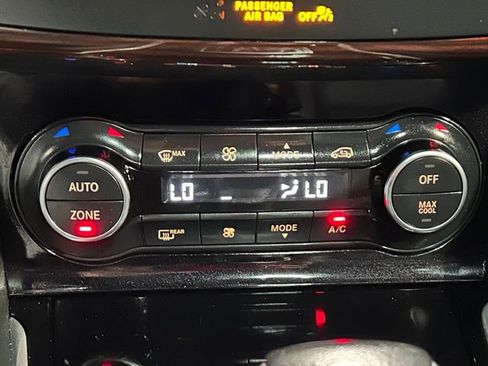 PASSENGER
AIR BAG OFF
MAX
MODE
AUTO
LO
LO
OFF
ZONE
MAX
COOL
REAR
MODE
A/C